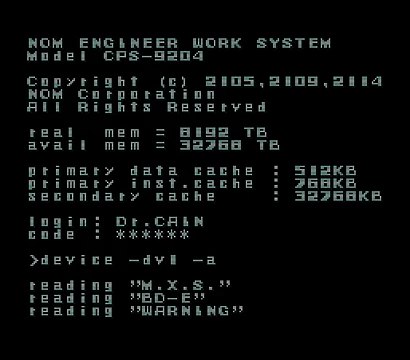 NOM ENGINEER WORK SYSTEM
Model CPS-9204
Copyright (c) 2105,2109,2114
NOM Corporation
All Rights Reserved
real mem = 8192 TB
avail mem = 32768 TB
primary data cache : 512KB
primary inst.cache : 768KB
secondary cache : 32768KB
login: Dr.CAIN
code : ******
>device -dv -a
reading "M.X.S."
reading "BD-E"
reading "WARNING"